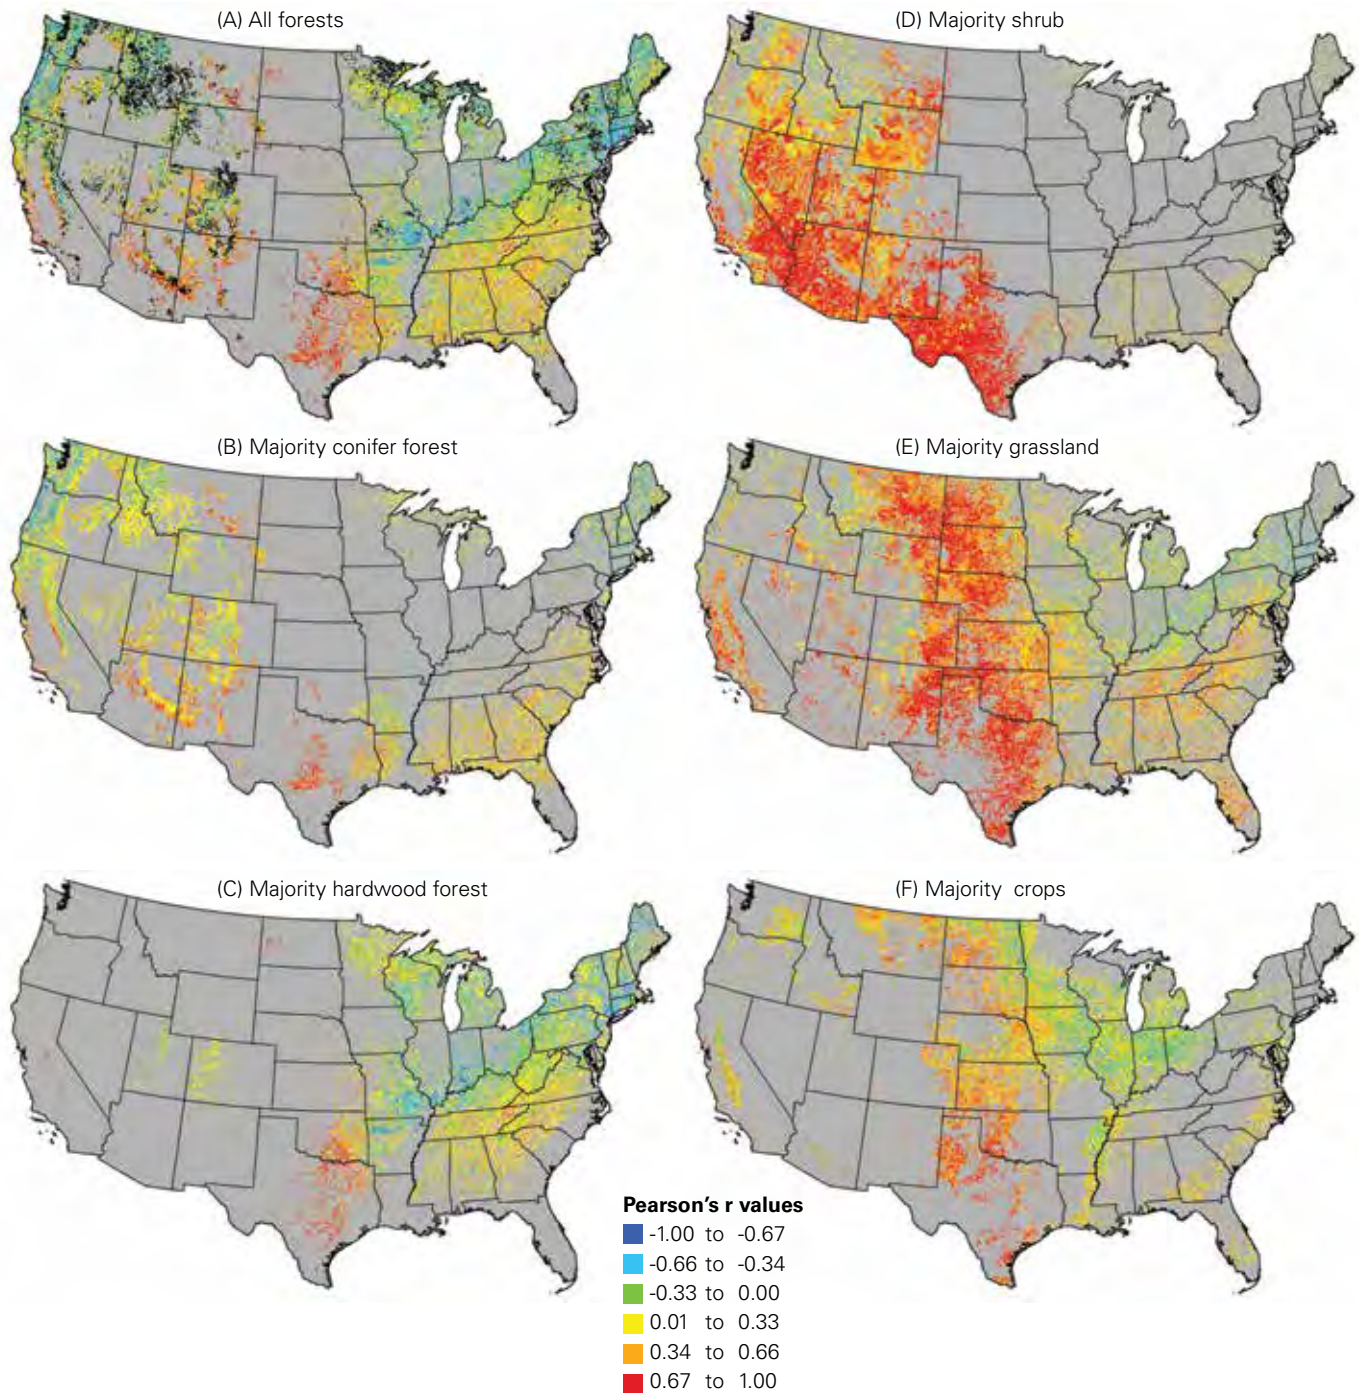 (A) All forests
(D) Majority shrub
(B) Majority conifer forest
(E) Majority grassland
(C) Majority hardwood forest
(F) Majority crops
Pearson's r values
-1.00 to -0.67
-0.66 to -0.34
-0.33 to 0.00
0.01 to 0.33
0.34 to 0.66
0.67 to 1.00